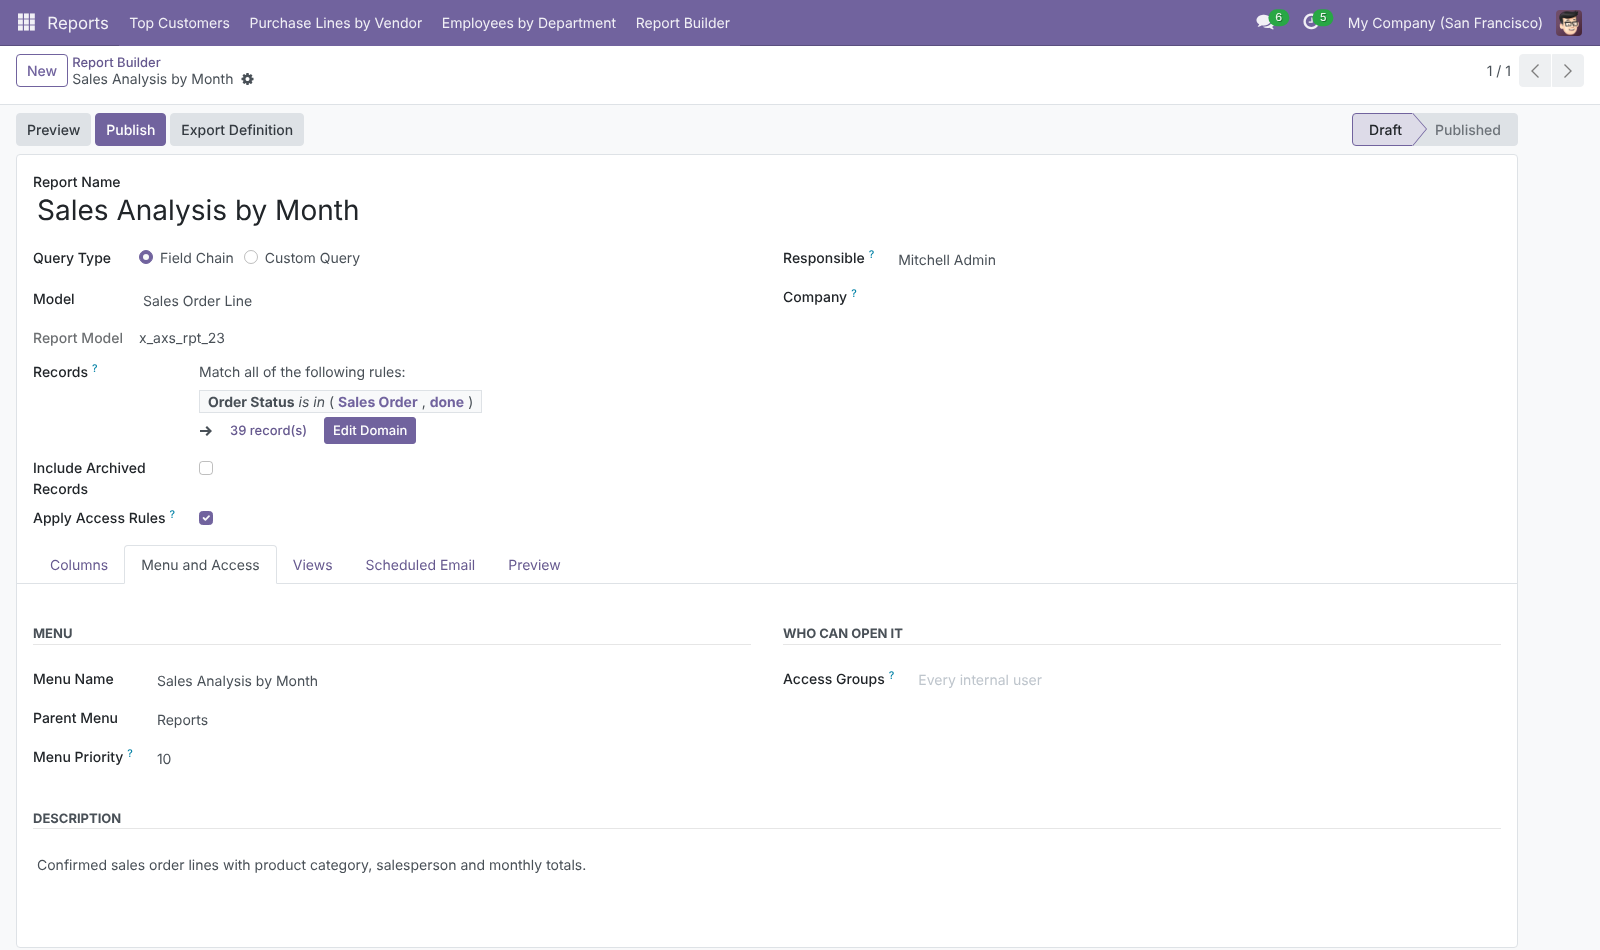 Reports Top Customers Purchase Lines by Vendor Employees by Department Report Builder 6 5 My Company (San Francisco)
New Report Builder
Sales Analysis by Month 1 / 1
Preview Publish Export Definition Draft Published
Report Name
Sales Analysis by Month
Query Type Field Chain Custom Query Responsible ? Mitchell Admin
Model Sales Order Line Company ?
Report Model x_axs_rpt_23
Records ? Match all of the following rules:
Order Status is in ( Sales Order , done )
39 record(s) Edit Domain
Include Archived
Records
Apply Access Rules ?
Columns Menu and Access Views Scheduled Email Preview
MENU WHO CAN OPEN IT
Menu Name Sales Analysis by Month Access Groups ? Every internal user
Parent Menu Reports
Menu Priority ? 10
DESCRIPTION
Confirmed sales order lines with product category, salesperson and monthly totals.